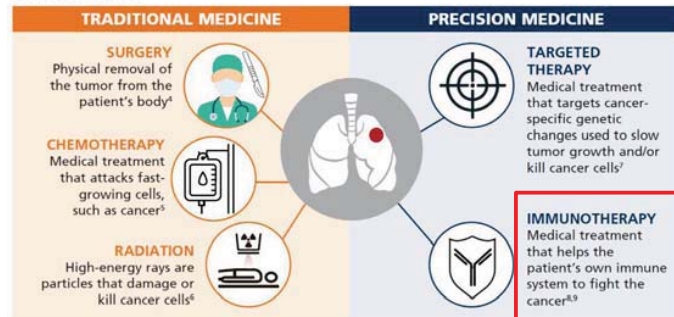 TRADITIONAL MEDICINE
SURGERY
Physical removal of
the tumor from the
patient's body⁴
CHEMOTHERAPY
Medical treatment
that attacks fast-
growing cells,
such as cancer⁵
RADIATION
High-energy rays are
particles that damage or
kill cancer cells⁶
PRECISION MEDICINE
TARGETED
THERAPY
Medical treatment
that targets cancer-
specific genetic
changes used to slow
tumor growth and/or
kill cancer cells⁷
IMMUNOTHERAPY
Medical treatment
that helps the
patient's own immune
system to fight the
cancer⁸,⁹